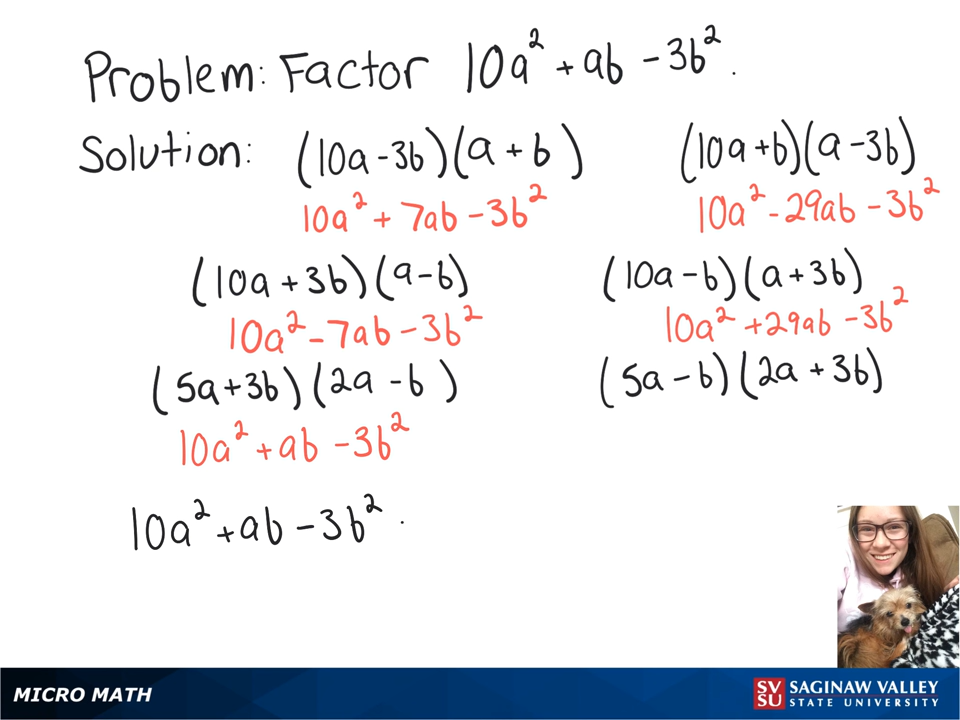 Problem: Factor 10a² + ab - 3b².
Solution: (10a - 3b)(a + b) (10a + b)(a - 3b)
10a² + 7ab - 3b² 10a² - 29ab - 3b²
(10a + 3b)(a - b) (10a - b)(a + 3b)
10a² - 7ab - 3b² 10a² + 29ab - 3b²
(5a + 3b)(2a - b) (5a - b)(2a + 3b)
10a² + ab - 3b²
10a² + ab - 3b² .
MICRO MATH
SVSU SAGINAW VALLEY
STATE UNIVERSITY